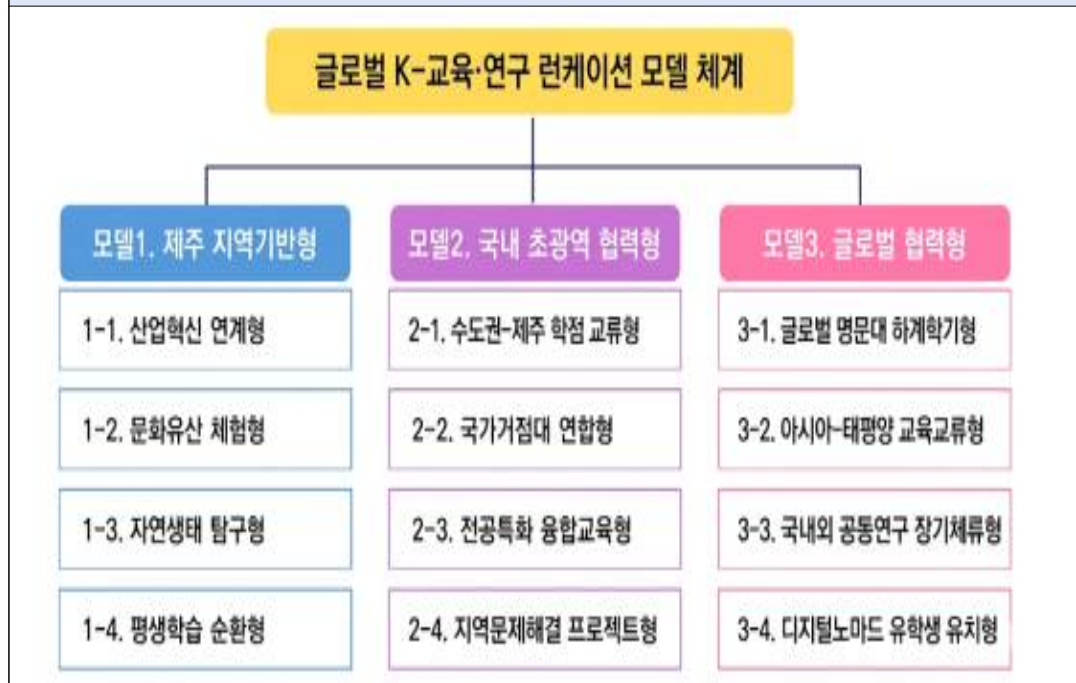 글로벌 K-교육·연구 런케이션 모델 체계
모델1. 제주 지역기반형
1-1. 산업혁신 연계형
1-2. 문화유산 체험형
1-3. 자연생태 탐구형
1-4. 평생학습 순환형
모델2. 국내 초광역 협력형
2-1. 수도권-제주 학점 교류형
2-2. 국가거점대 연합형
2-3. 전공특화 융합교육형
2-4. 지역문제해결 프로젝트형
모델3. 글로벌 협력형
3-1. 글로벌 명문대 하계학기형
3-2. 아시아-태평양 교육교류형
3-3. 국내외 공동연구 장기체류형
3-4. 디지털노마드 유학생 유치형